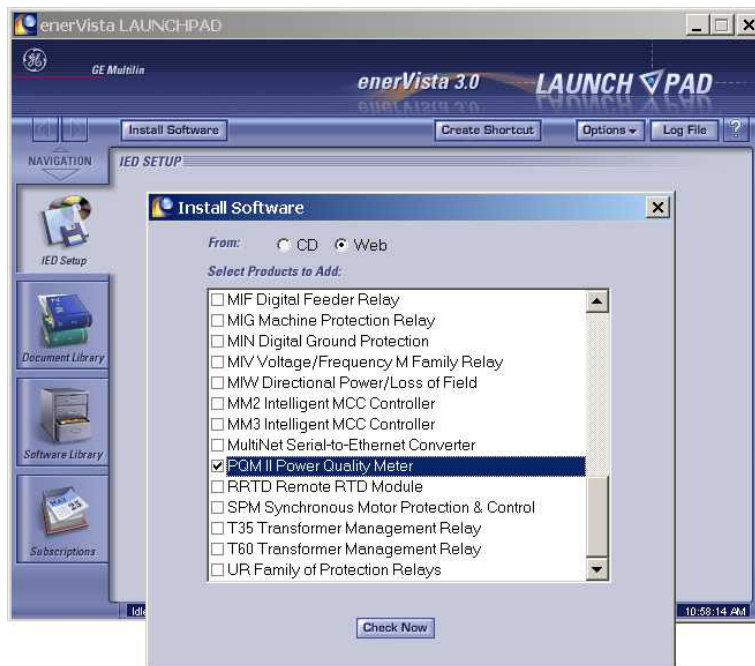 enerVista LAUNCHPAD
GE Multilin
enerVista 3.0 LAUNCH PAD
Install Software Create Shortcut Options Log File ?
NAVIGATION
IED SETUP
Install Software
From: CD Web
Select Products to Add:
MIF Digital Feeder Relay
MIG Machine Protection Relay
MIN Digital Ground Protection
MIV Voltage/Frequency M Family Relay
MIW Directional Power/Loss of Field
MM2 Intelligent MCC Controller
MM3 Intelligent MCC Controller
MultiNet Serial-to-Ethernet Converter
PQM II Power Quality Meter
RRTD Remote RTD Module
SPM Synchronous Motor Protection & Control
T35 Transformer Management Relay
T60 Transformer Management Relay
UR Family of Protection Relays
Check Now
IED Setup
Document Library
Software Library
MAY 25
Subscriptions
10:58:14 AM